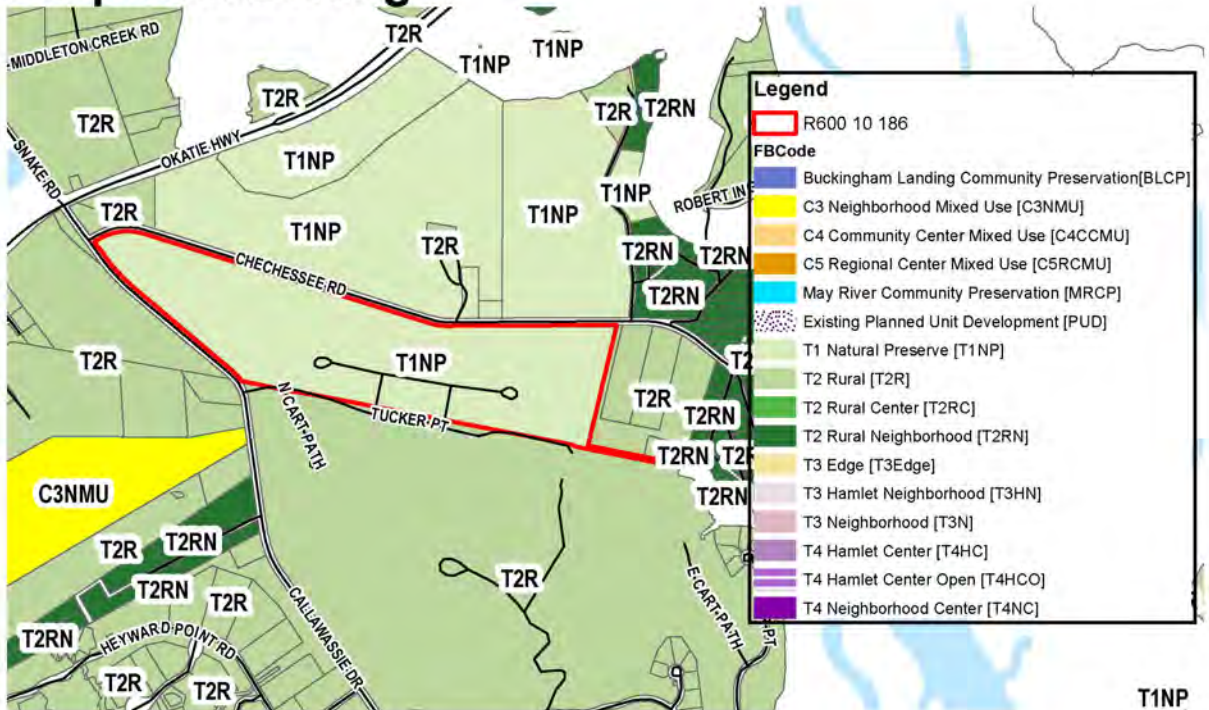 MIDDLETON CREEK RD
T2R
T1NP
T1NP
T2R
T2R
T2R
T2RN
SNAKE RD
OKATIE HWY
T1NP
T1NP
T2R
T1NP
T1NP
T2R
CHECHESSEE RD
T2RN
T2RN
T2RN
T2R
T1NP
T2R
N CART-PATH
TUCKER PT
T2RN
T2RN
T2RN
C3NMU
T2R
T2RN
T2RN
T2R
T2R
E CART-PATH
T2RN
HEYWARD POINT RD
CALLAWASSIE DR
T2R
T2R
T1NP
Legend
R600 10 186
FBCode
Buckingham Landing Community Preservation[BLCP]
C3 Neighborhood Mixed Use [C3NMU]
C4 Community Center Mixed Use [C4CCMU]
C5 Regional Center Mixed Use [C5RCMU]
May River Community Preservation [MRCP]
Existing Planned Unit Development [PUD]
T1 Natural Preserve [T1NP]
T2 Rural [T2R]
T2 Rural Center [T2RC]
T2 Rural Neighborhood [T2RN]
T3 Edge [T3Edge]
T3 Hamlet Neighborhood [T3HN]
T3 Neighborhood [T3N]
T4 Hamlet Center [T4HC]
T4 Hamlet Center Open [T4HCO]
T4 Neighborhood Center [T4NC]